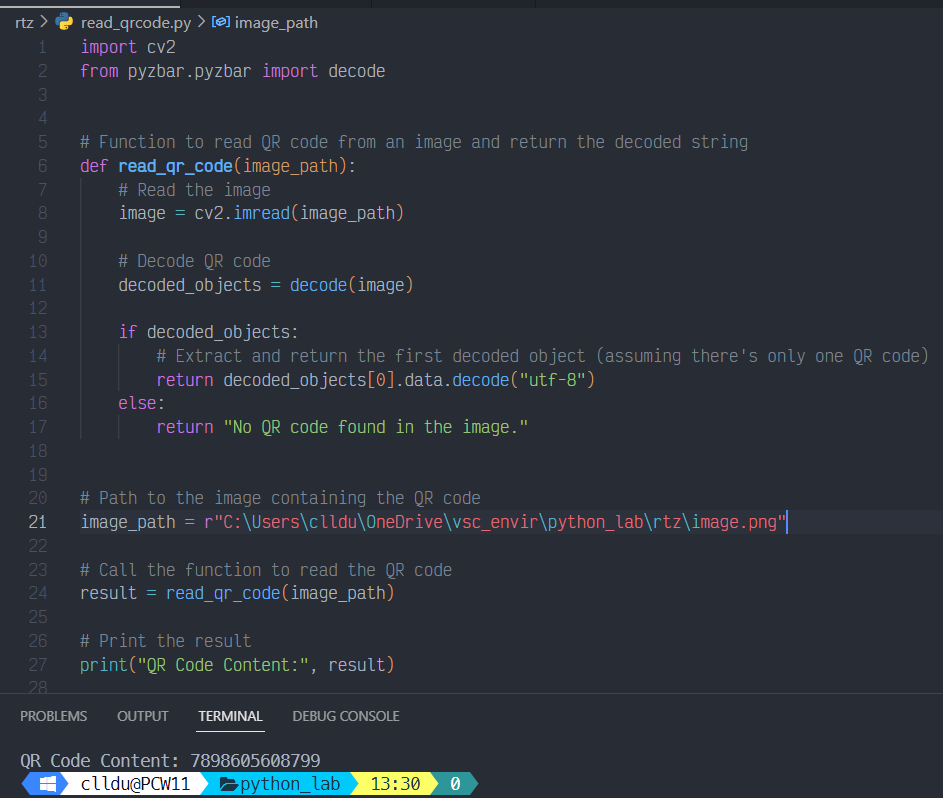 rtz > read_qrcode.py > image_path
1 import cv2
2 from pyzbar.pyzbar import decode
3
4
5 # Function to read QR code from an image and return the decoded string
6 def read_qr_code(image_path):
7 # Read the image
8 image = cv2.imread(image_path)
9
10 # Decode QR code
11 decoded_objects = decode(image)
12
13 if decoded_objects:
14 # Extract and return the first decoded object (assuming there's only one QR code)
15 return decoded_objects[0].data.decode("utf-8")
16 else:
17 return "No QR code found in the image."
18
19
20 # Path to the image containing the QR code
21 image_path = r"C:\Users\clldu\OneDrive\vsc_envir\python_lab\rtz\image.png"
22
23 # Call the function to read the QR code
24 result = read_qr_code(image_path)
25
26 # Print the result
27 print("QR Code Content:", result)
28
PROBLEMS OUTPUT TERMINAL DEBUG CONSOLE
QR Code Content: 7898605608799
clldu@PCW11 python_lab 13:30 0